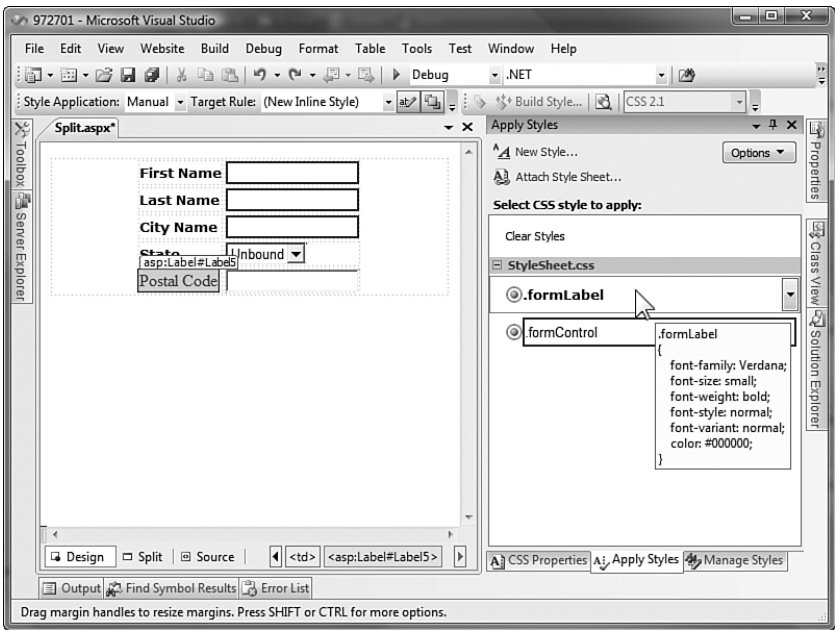 972701 - Microsoft Visual Studio
File Edit View Website Build Debug Format Table Tools Test Window Help
Debug .NET
Style Application: Manual Target Rule: (New Inline Style) Build Style... CSS 2.1
Toolbox
Server Explorer
Split.aspx*
First Name
Last Name
City Name
State Unbound
asp:Label#Label5
Postal Code
Design Split Source <td> <asp:Label#Label5>
Apply Styles
New Style... Options
Attach Style Sheet...
Select CSS style to apply:
Clear Styles
StyleSheet.css
.formLabel
.formControl
.formLabel
{
font-family: Verdana;
font-size: small;
font-weight: bold;
font-style: normal;
font-variant: normal;
color: #000000;
}
CSS Properties Apply Styles Manage Styles
Properties
Class View
Solution Explorer
Output Find Symbol Results Error List
Drag margin handles to resize margins. Press SHIFT or CTRL for more options.